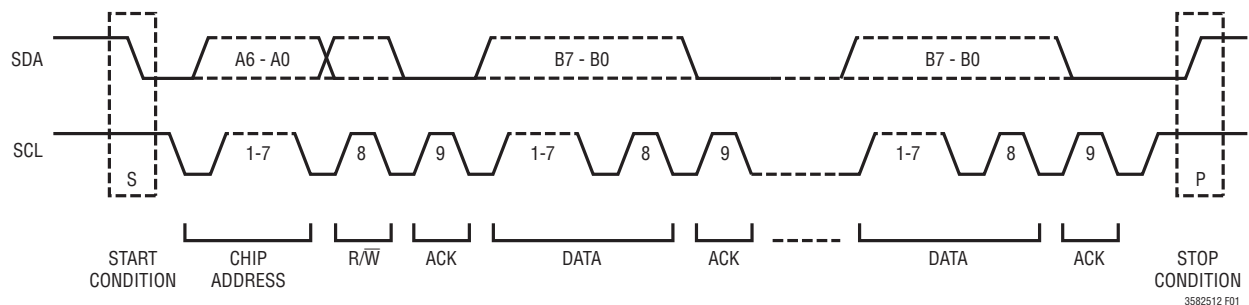 SDA
A6 - A0
B7 - B0
B7 - B0
SCL
1-7
8
9
1-7
8
9
1-7
8
9
S
P
START
CONDITION
CHIP
ADDRESS
R/W̅
ACK
DATA
ACK
DATA
ACK
STOP
CONDITION
3582512 F01